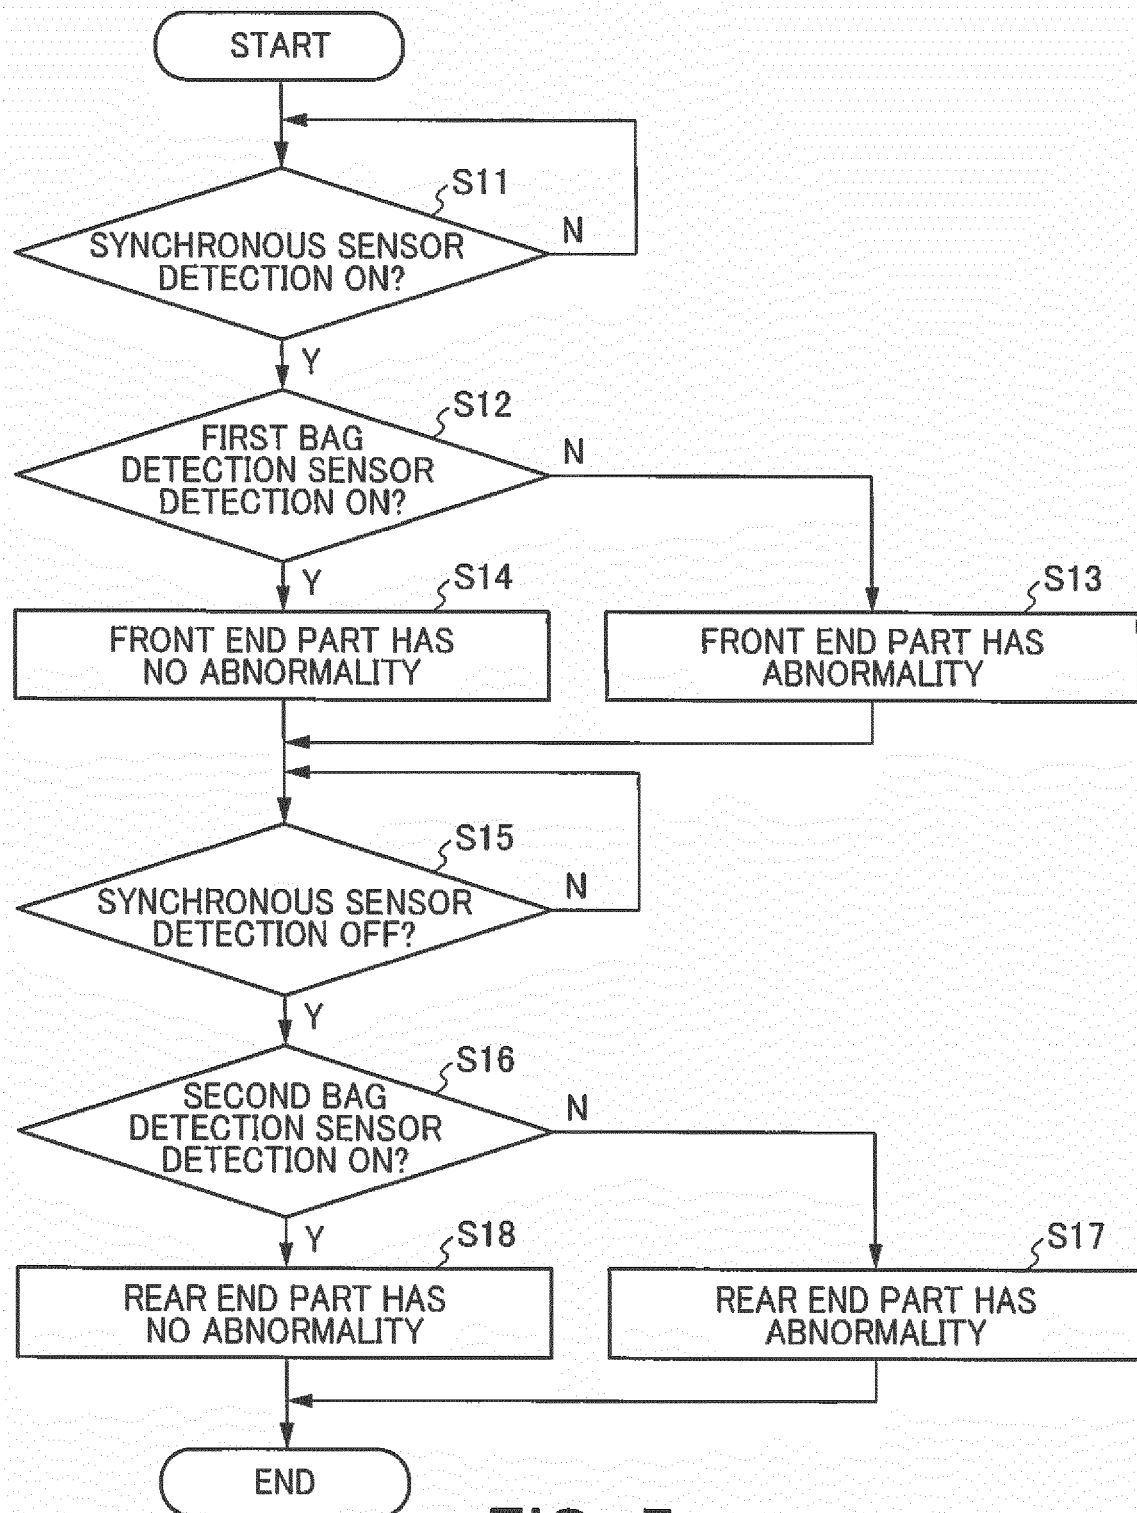 START
S11
SYNCHRONOUS SENSOR
DETECTION ON?
N
Y
S12
FIRST BAG
DETECTION SENSOR
DETECTION ON?
N
Y
S14
FRONT END PART HAS
NO ABNORMALITY
S13
FRONT END PART HAS
ABNORMALITY
S15
SYNCHRONOUS SENSOR
DETECTION OFF?
N
Y
S16
SECOND BAG
DETECTION SENSOR
DETECTION ON?
N
Y
S18
REAR END PART HAS
NO ABNORMALITY
S17
REAR END PART HAS
ABNORMALITY
END